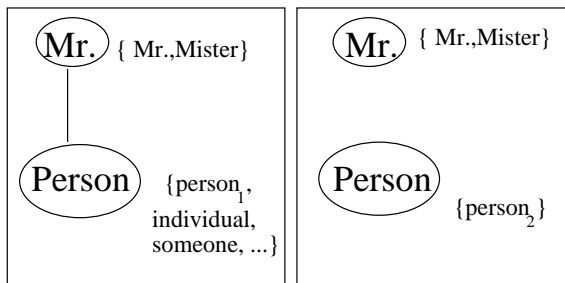 Mr. { Mr.,Mister}
Person {person1,
individual,
someone, ...}
Mr. { Mr.,Mister}
Person {person2}